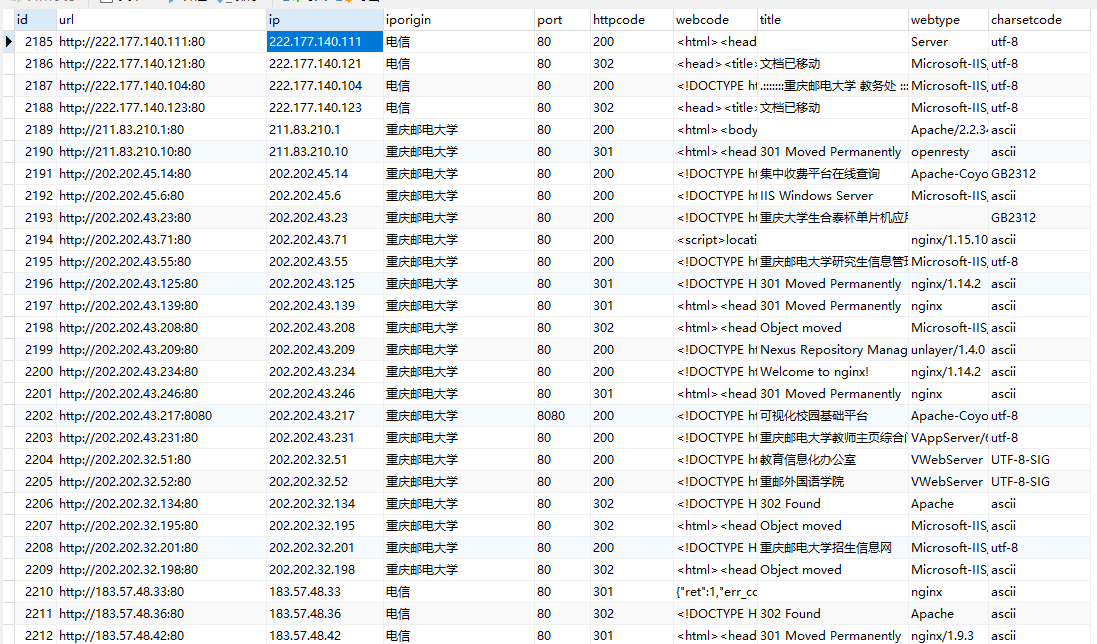 id url ip iporigin port httpcode webcode title webtype charsetcode
2185 http://222.177.140.111:80 222.177.140.111 电信 80 200 <html><head Server utf-8
2186 http://222.177.140.121:80 222.177.140.121 电信 80 302 <head><title> 文档已移动 Microsoft-IIS, utf-8
2187 http://222.177.140.104:80 222.177.140.104 电信 80 200 <!DOCTYPE ht .:::::::重庆邮电大学 教务处 ::: Microsoft-IIS, utf-8
2188 http://222.177.140.123:80 222.177.140.123 电信 80 302 <head><title> 文档已移动 Microsoft-IIS, utf-8
2189 http://211.83.210.1:80 211.83.210.1 重庆邮电大学 80 200 <html><body Apache/2.2.34 ascii
2190 http://211.83.210.10:80 211.83.210.10 重庆邮电大学 80 301 <html><head 301 Moved Permanently openresty ascii
2191 http://202.202.45.14:80 202.202.45.14 重庆邮电大学 80 200 <!DOCTYPE ht 集中收费平台在线查询 Apache-Coyo GB2312
2192 http://202.202.45.6:80 202.202.45.6 重庆邮电大学 80 200 <!DOCTYPE ht IIS Windows Server Microsoft-IIS, ascii
2193 http://202.202.43.23:80 202.202.43.23 重庆邮电大学 80 200 <!DOCTYPE ht 重庆大学生合泰杯单片机应用 GB2312
2194 http://202.202.43.71:80 202.202.43.71 重庆邮电大学 80 200 <script>locati nginx/1.15.10 ascii
2195 http://202.202.43.55:80 202.202.43.55 重庆邮电大学 80 200 <!DOCTYPE ht 重庆邮电大学研究生信息管理 Microsoft-IIS, utf-8
2196 http://202.202.43.125:80 202.202.43.125 重庆邮电大学 80 301 <!DOCTYPE H 301 Moved Permanently nginx/1.14.2 ascii
2197 http://202.202.43.139:80 202.202.43.139 重庆邮电大学 80 301 <html><head 301 Moved Permanently nginx ascii
2198 http://202.202.43.208:80 202.202.43.208 重庆邮电大学 80 302 <html><head Object moved Microsoft-IIS, ascii
2199 http://202.202.43.209:80 202.202.43.209 重庆邮电大学 80 200 <!DOCTYPE ht Nexus Repository Manag unlayer/1.4.0 ascii
2200 http://202.202.43.234:80 202.202.43.234 重庆邮电大学 80 200 <!DOCTYPE ht Welcome to nginx! nginx/1.14.2 ascii
2201 http://202.202.43.246:80 202.202.43.246 重庆邮电大学 80 301 <html><head 301 Moved Permanently nginx ascii
2202 http://202.202.43.217:8080 202.202.43.217 重庆邮电大学 8080 200 <!DOCTYPE ht 可视化校园基础平台 Apache-Coyo utf-8
2203 http://202.202.43.231:80 202.202.43.231 重庆邮电大学 80 200 <!DOCTYPE ht 重庆邮电大学教师主页综合门 VAppServer/6 utf-8
2204 http://202.202.32.51:80 202.202.32.51 重庆邮电大学 80 200 <!DOCTYPE ht 教育信息化办公室 VWebServer UTF-8-SIG
2205 http://202.202.32.52:80 202.202.32.52 重庆邮电大学 80 200 <!DOCTYPE ht 重邮外国语学院 VWebServer UTF-8-SIG
2206 http://202.202.32.134:80 202.202.32.134 重庆邮电大学 80 302 <!DOCTYPE H 302 Found Apache ascii
2207 http://202.202.32.195:80 202.202.32.195 重庆邮电大学 80 302 <html><head Object moved Microsoft-IIS, ascii
2208 http://202.202.32.201:80 202.202.32.201 重庆邮电大学 80 200 <!DOCTYPE H 重庆邮电大学招生信息网 Microsoft-IIS, utf-8
2209 http://202.202.32.198:80 202.202.32.198 重庆邮电大学 80 302 <html><head Object moved Microsoft-IIS, ascii
2210 http://183.57.48.33:80 183.57.48.33 电信 80 301 {"ret":1,"err_cc nginx ascii
2211 http://183.57.48.36:80 183.57.48.36 电信 80 302 <!DOCTYPE H 302 Found Apache ascii
2212 http://183.57.48.42:80 183.57.48.42 电信 80 301 <html><head 301 Moved Permanently nginx/1.9.3 ascii